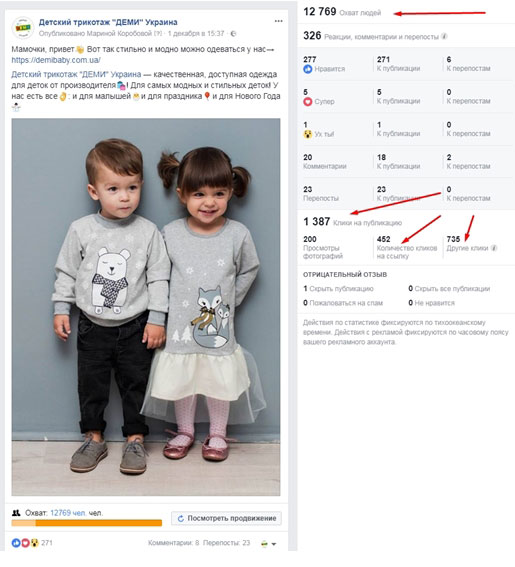 Детский трикотаж "ДЕМИ" Украина
Опубликовано Мариной Коробовой (?) · 1 декабря в 15:37 ·
Мамочки, привет👋 Вот так стильно и модно можно одеваться у нас→
https://demibaby.com.ua/
Детский трикотаж "ДЕМИ" Украина — качественная, доступная одежда
для деток от производителя! Для самых модных и стильных деток! У
нас есть все👌: и для малышей и для праздника🎈и для Нового Года
⛄
Охват: 12769 чел. чел.
Посмотреть продвижение
271
Комментарии: 8 Перепосты: 23
12 769 Охват людей
326 Реакции, комментарии и перепосты
277 271 6
Нравится К публикации К перепостам
5 5 0
Супер К публикации К перепостам
1 1 0
Ух ты! К публикации К перепостам
20 18 2
Комментарии К публикации К перепостам
23 23 0
Перепосты К публикации К перепостам
1 387 Клики на публикацию
200 452 735
Просмотры Количество кликов Другие клики
фотографий на ссылку
ОТРИЦАТЕЛЬНЫЙ ОТЗЫВ
1 Скрыть публикацию 0 Скрыть все публикации
0 Пожаловаться на спам 0 Не нравится
Действия по статистике фиксируются по тихоокеанскому
времени. Действия с рекламой фиксируются по часовому поясу
вашего рекламного аккаунта.